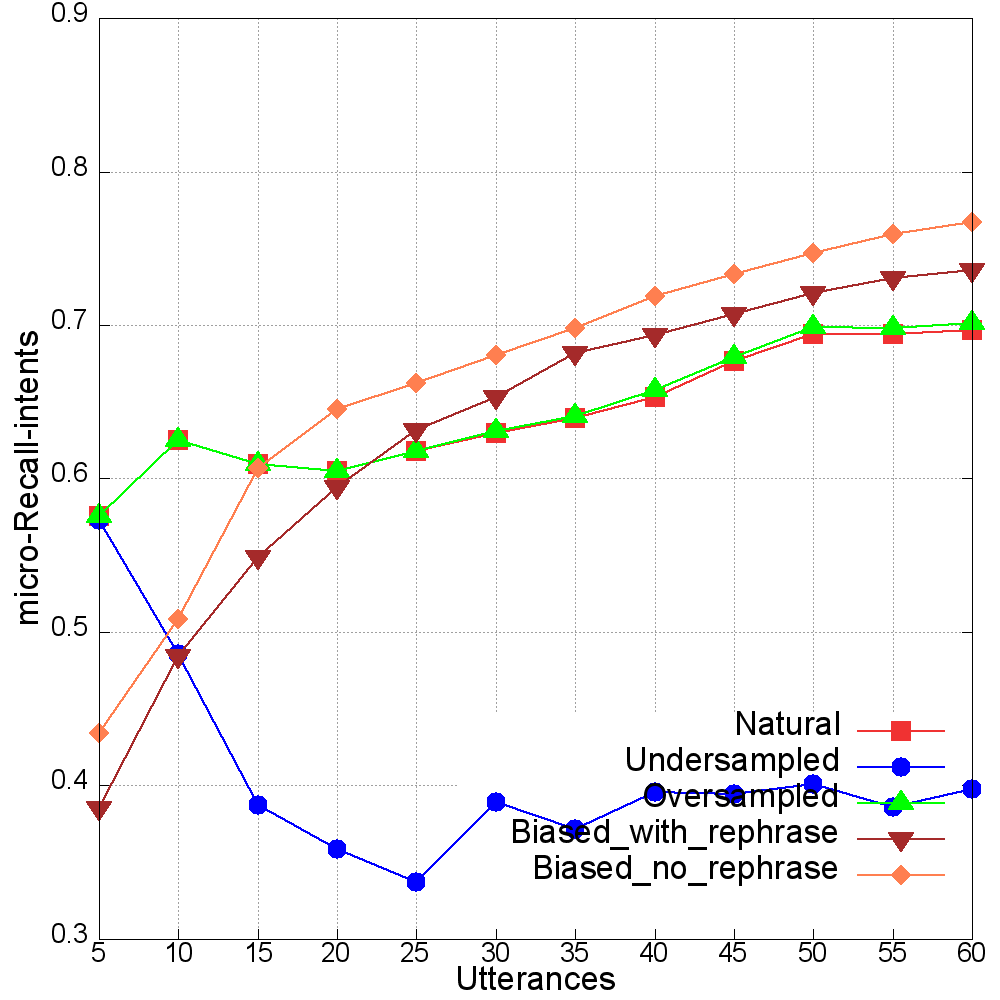 0.9
0.8
0.7
0.6
0.5
0.4
0.3
micro-Recall-intents
Natural
Undersampled
Oversampled
Biased_with_rephrase
Biased_no_rephrase
5 10 15 20 25 30 35 40 45 50 55 60
Utterances